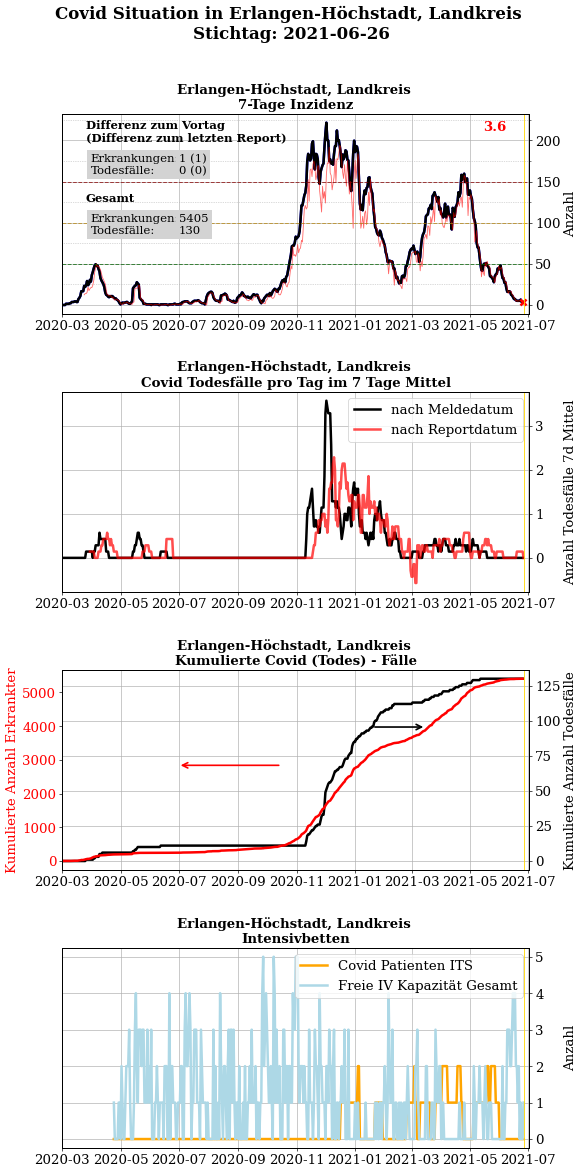 Covid Situation in Erlangen-Höchstadt, Landkreis
Stichtag: 2021-06-26
Erlangen-Höchstadt, Landkreis
7-Tage Inzidenz
Differenz zum Vortag
(Differenz zum letzten Report)
Erkrankungen 1 (1)
Todesfälle: 0 (0)
Gesamt
Erkrankungen 5405
Todesfälle: 130
3.6
200
150
100
50
0
Anzahl
2020-03 2020-05 2020-07 2020-09 2020-11 2021-01 2021-03 2021-05 2021-07
Erlangen-Höchstadt, Landkreis
Covid Todesfälle pro Tag im 7 Tage Mittel
nach Meldedatum
nach Reportdatum
3
2
1
0
Anzahl Todesfälle 7d Mittel
2020-03 2020-05 2020-07 2020-09 2020-11 2021-01 2021-03 2021-05 2021-07
Erlangen-Höchstadt, Landkreis
Kumulierte Covid (Todes) - Fälle
Kumulierte Anzahl Erkrankter
5000
4000
3000
2000
1000
0
125
100
75
50
25
0
Kumulierte Anzahl Todesfälle
2020-03 2020-05 2020-07 2020-09 2020-11 2021-01 2021-03 2021-05 2021-07
Erlangen-Höchstadt, Landkreis
Intensivbetten
Covid Patienten ITS
Freie IV Kapazität Gesamt
5
4
3
2
1
0
Anzahl
2020-03 2020-05 2020-07 2020-09 2020-11 2021-01 2021-03 2021-05 2021-07